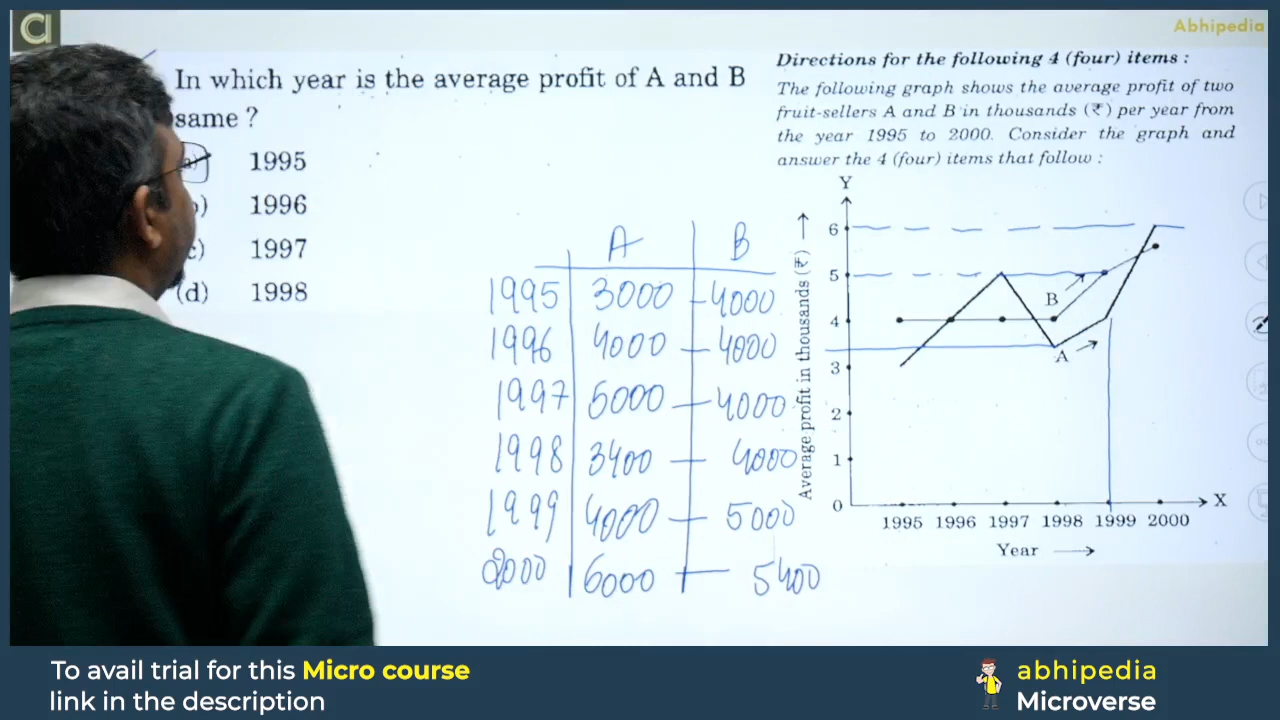 Abhipedia
In which year is the average profit of A and B
same ?
1995
1996
1997
(d) 1998
Directions for the following 4 (four) items :
The following graph shows the average profit of two
fruit-sellers A and B in thousands (₹) per year from
the year 1995 to 2000. Consider the graph and
answer the 4 (four) items that follow :
A B
1995 3000 4000
1996 4000 4000
1997 5000 4000
1998 3400 4000
1999 4000 5000
2000 6000 5400
Y
Average profit in thousands (₹)
6
5
4
3
2
1
0
B
A
X
1995 1996 1997 1998 1999 2000
Year
To avail trial for this Micro course
link in the description
abhipedia
Microverse